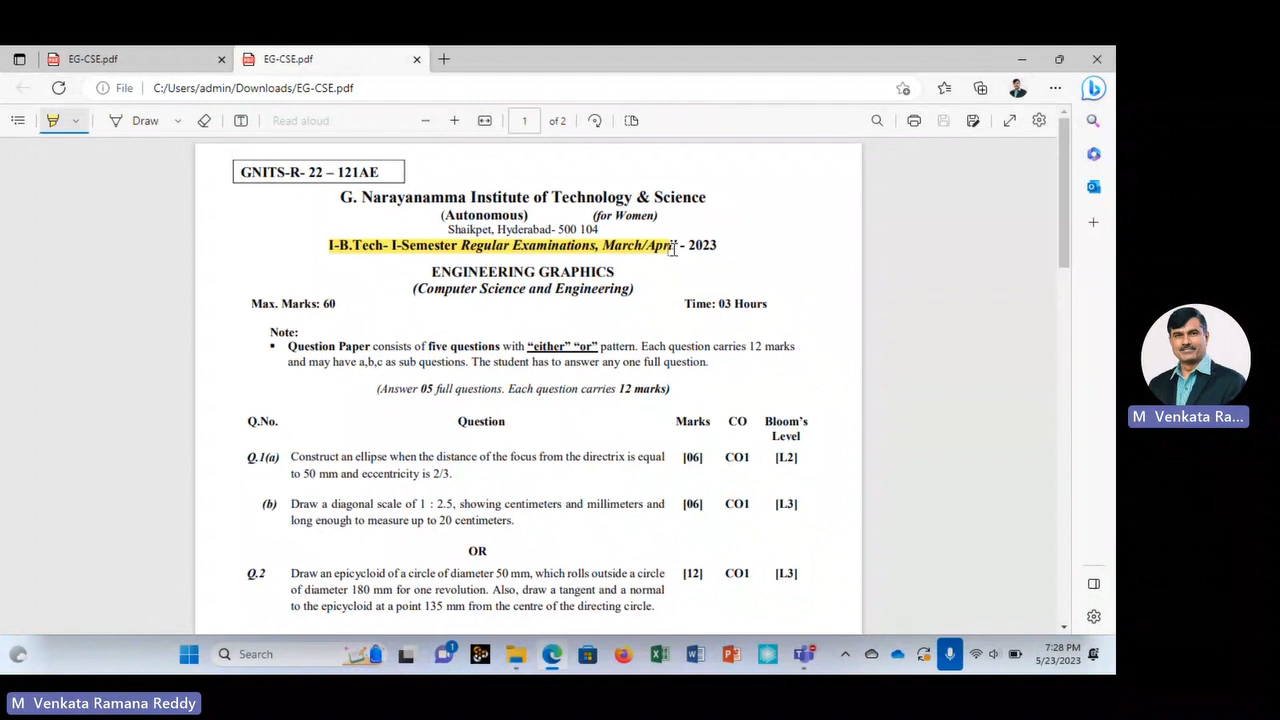 EG-CSE.pdf
EG-CSE.pdf
File C:/Users/admin/Downloads/EG-CSE.pdf
Draw
Read aloud
1 of 2
GNITS-R- 22 – 121AE
G. Narayanamma Institute of Technology & Science
(Autonomous) (for Women)
Shaikpet, Hyderabad- 500 104
I-B.Tech- I-Semester Regular Examinations, March/April - 2023
ENGINEERING GRAPHICS
(Computer Science and Engineering)
Max. Marks: 60 Time: 03 Hours
Note:
▪ Question Paper consists of five questions with “either” “or” pattern. Each question carries 12 marks
and may have a,b,c as sub questions. The student has to answer any one full question.
(Answer 05 full questions. Each question carries 12 marks)
Q.No. Question Marks CO Bloom’s
Level
Q.1(a) Construct an ellipse when the distance of the focus from the directrix is equal [06] CO1 [L2]
to 50 mm and eccentricity is 2/3.
(b) Draw a diagonal scale of 1 : 2.5, showing centimeters and millimeters and [06] CO1 [L3]
long enough to measure up to 20 centimeters.
OR
Q.2 Draw an epicycloid of a circle of diameter 50 mm, which rolls outside a circle [12] CO1 [L3]
of diameter 180 mm for one revolution. Also, draw a tangent and a normal
to the epicycloid at a point 135 mm from the centre of the directing circle.
M Venkata Ra...
Search
1
7:28 PM
5/23/2023
M Venkata Ramana Reddy